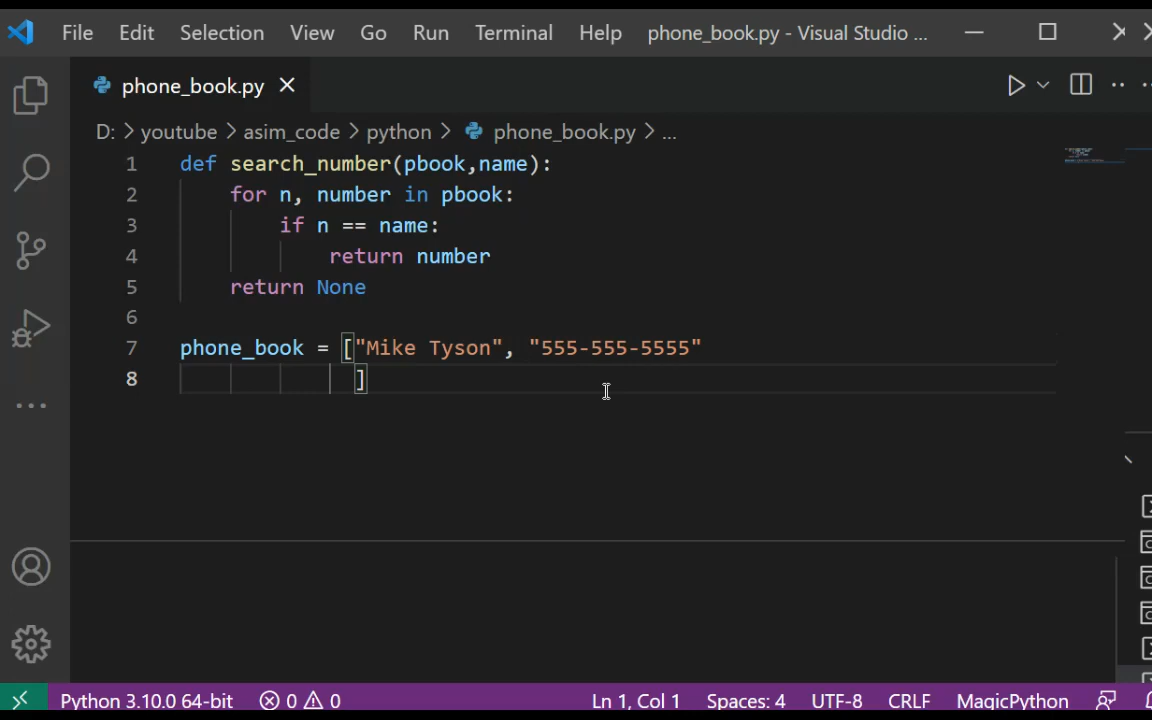 File Edit Selection View Go Run Terminal Help phone_book.py - Visual Studio ...
phone_book.py
D: > youtube > asim_code > python > phone_book.py > ...
1 def search_number(pbook,name):
2     for n, number in pbook:
3         if n == name:
4             return number
5     return None
6
7 phone_book = ["Mike Tyson", "555-555-5555"
8               ]
Python 3.10.0 64-bit 0 0 Ln 1, Col 1 Spaces: 4 UTF-8 CRLF MagicPython